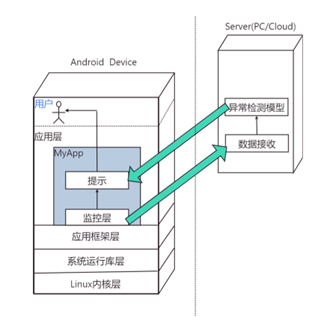 Server(PC/Cloud)
Android Device
用户
异常检测模型
应用层
数据接收
MyApp
提示
监控层
应用框架层
系统运行库层
Linux内核层